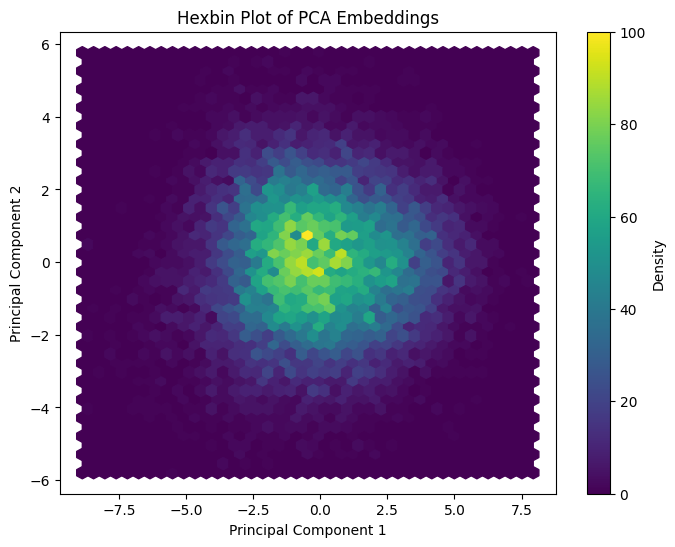 Hexbin Plot of PCA Embeddings
6
4
2
0
−2
−4
−6
Principal Component 2
−7.5 −5.0 −2.5 0.0 2.5 5.0 7.5
Principal Component 1
100
80
60
40
20
0
Density